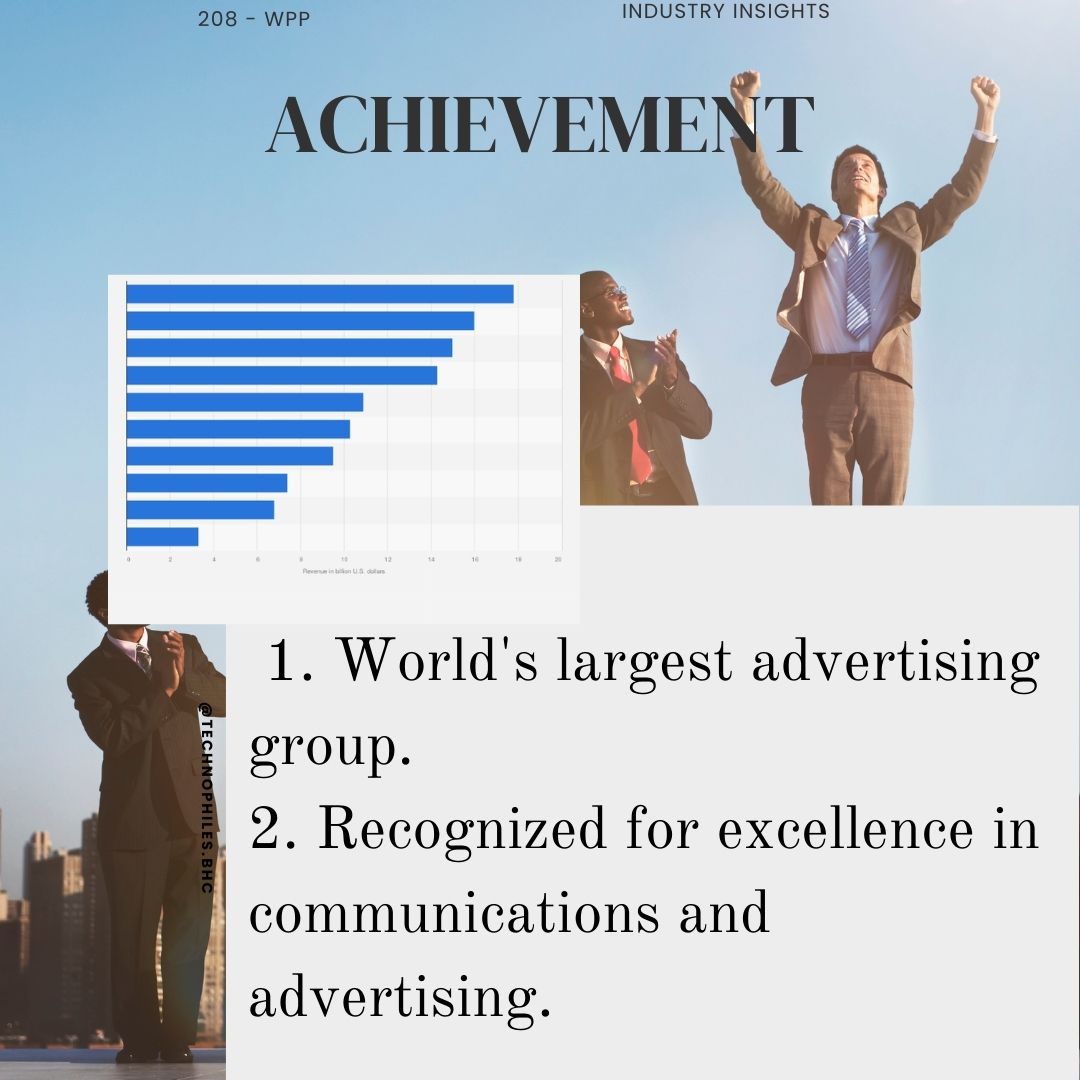 208 - WPP
INDUSTRY INSIGHTS
ACHIEVEMENT
0 2 4 6 8 10 12 14 16 18 20
Revenue in billion U.S. dollars
1. World's largest advertising
group.
2. Recognized for excellence in
communications and
advertising.
@TECHNOPHILES.BHC